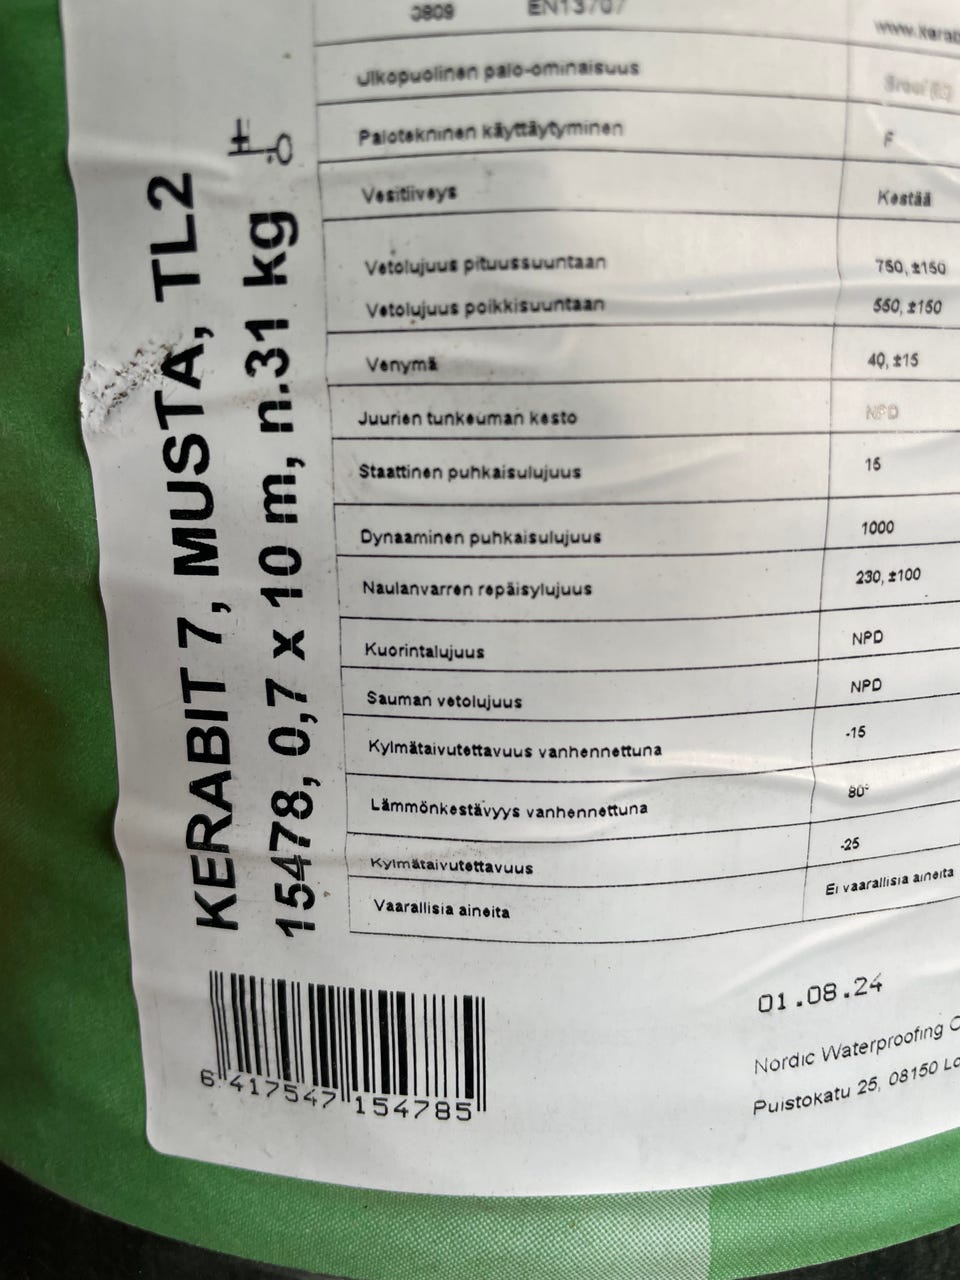 0809 EN13707
Ulkopuolinen palo-ominaisuus
Palotekninen käyttäytyminen F
Vesitiiveys Kestää
Vetolujuus pituussuuntaan 750, ±150
Vetolujuus poikkisuuntaan 550, ±150
Venymä 40, ±15
Juurien tunkeuman kesto NPD
Staattinen puhkaisulujuus 15
Dynaaminen puhkaisulujuus 1000
Naulanvarren repäisylujuus 230, ±100
Kuorintalujuus NPD
Sauman vetolujuus NPD
Kylmätaivutettavuus vanhennettuna -15
Lämmönkestävyys vanhennettuna 80°
Kylmätaivutettavuus -25
Vaarallisia aineita Ei vaarallisia aineita
KERABIT 7, MUSTA, TL2
15478, 0,7 x 10 m, n.31 kg
6 417547 154785
01.08.24
Nordic Waterproofing
Puistokatu 25, 08150